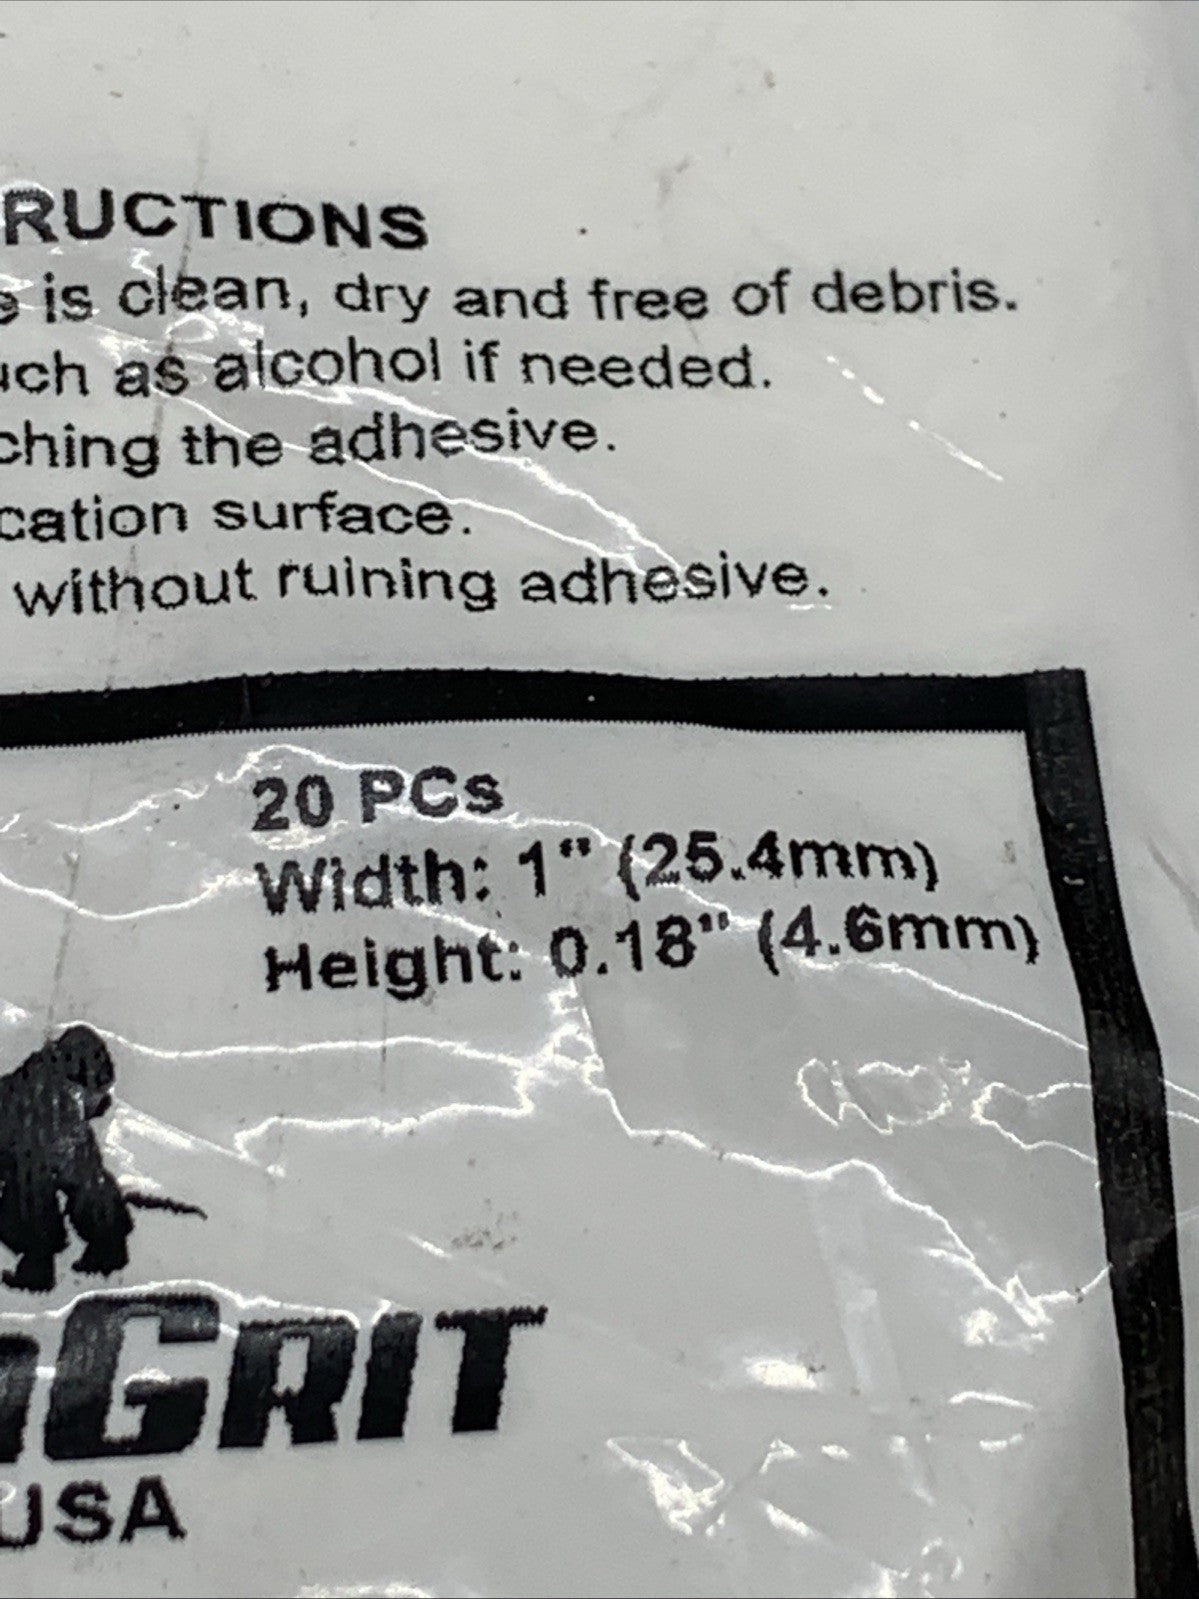 RUCTIONS
e is clean, dry and free of debris.
uch as alcohol if needed.
ching the adhesive.
cation surface.
without ruining adhesive.
20 PCs
Width: 1" (25.4mm)
Height: 0.18" (4.6mm)
GRIT
USA